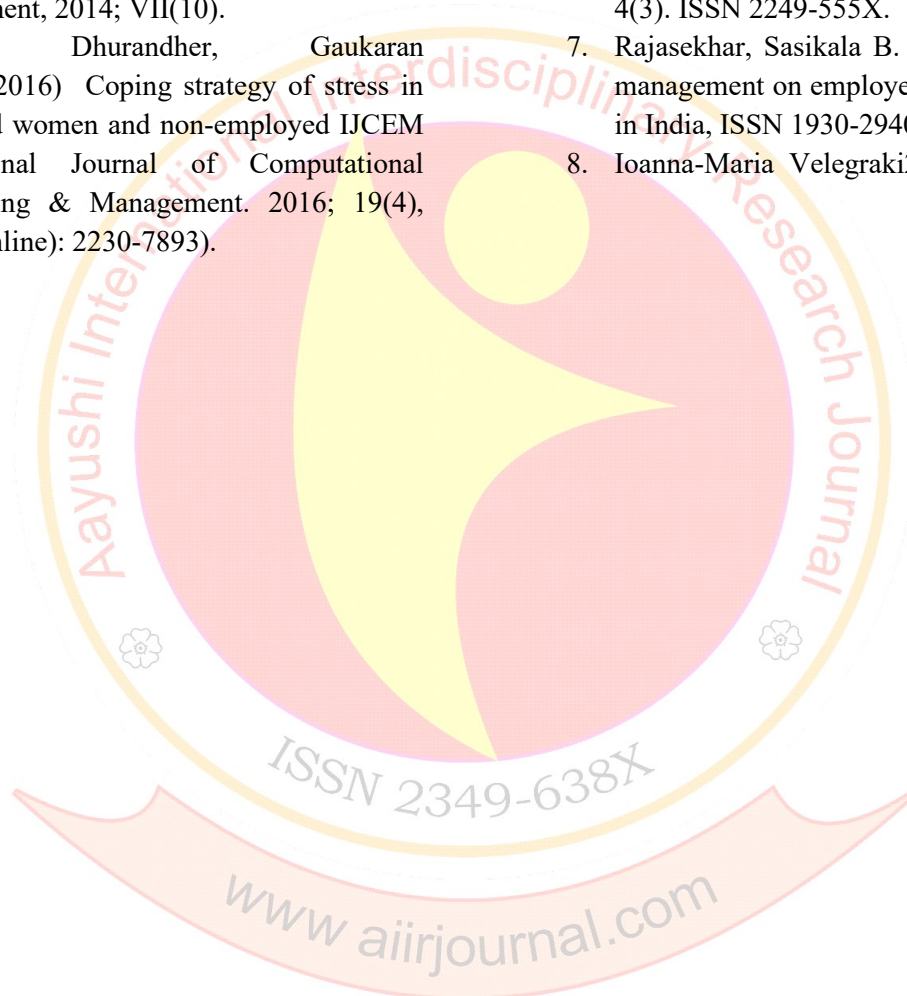 ent, 2014; VII(10).
Dhurandher, Gaukaran
2016) Coping strategy of stress in
d women and non-employed IJCEM
nal Journal of Computational
ng & Management. 2016; 19(4),
nline): 2230-7893).
4(3). ISSN 2249-555X.
7. Rajasekhar, Sasikala B.
management on employe
in India, ISSN 1930-2940
8. Ioanna-Maria Velegraki
Aayushi International Interdisciplinary Research Journal
ISSN 2349-638X
www.aiirjournal.com